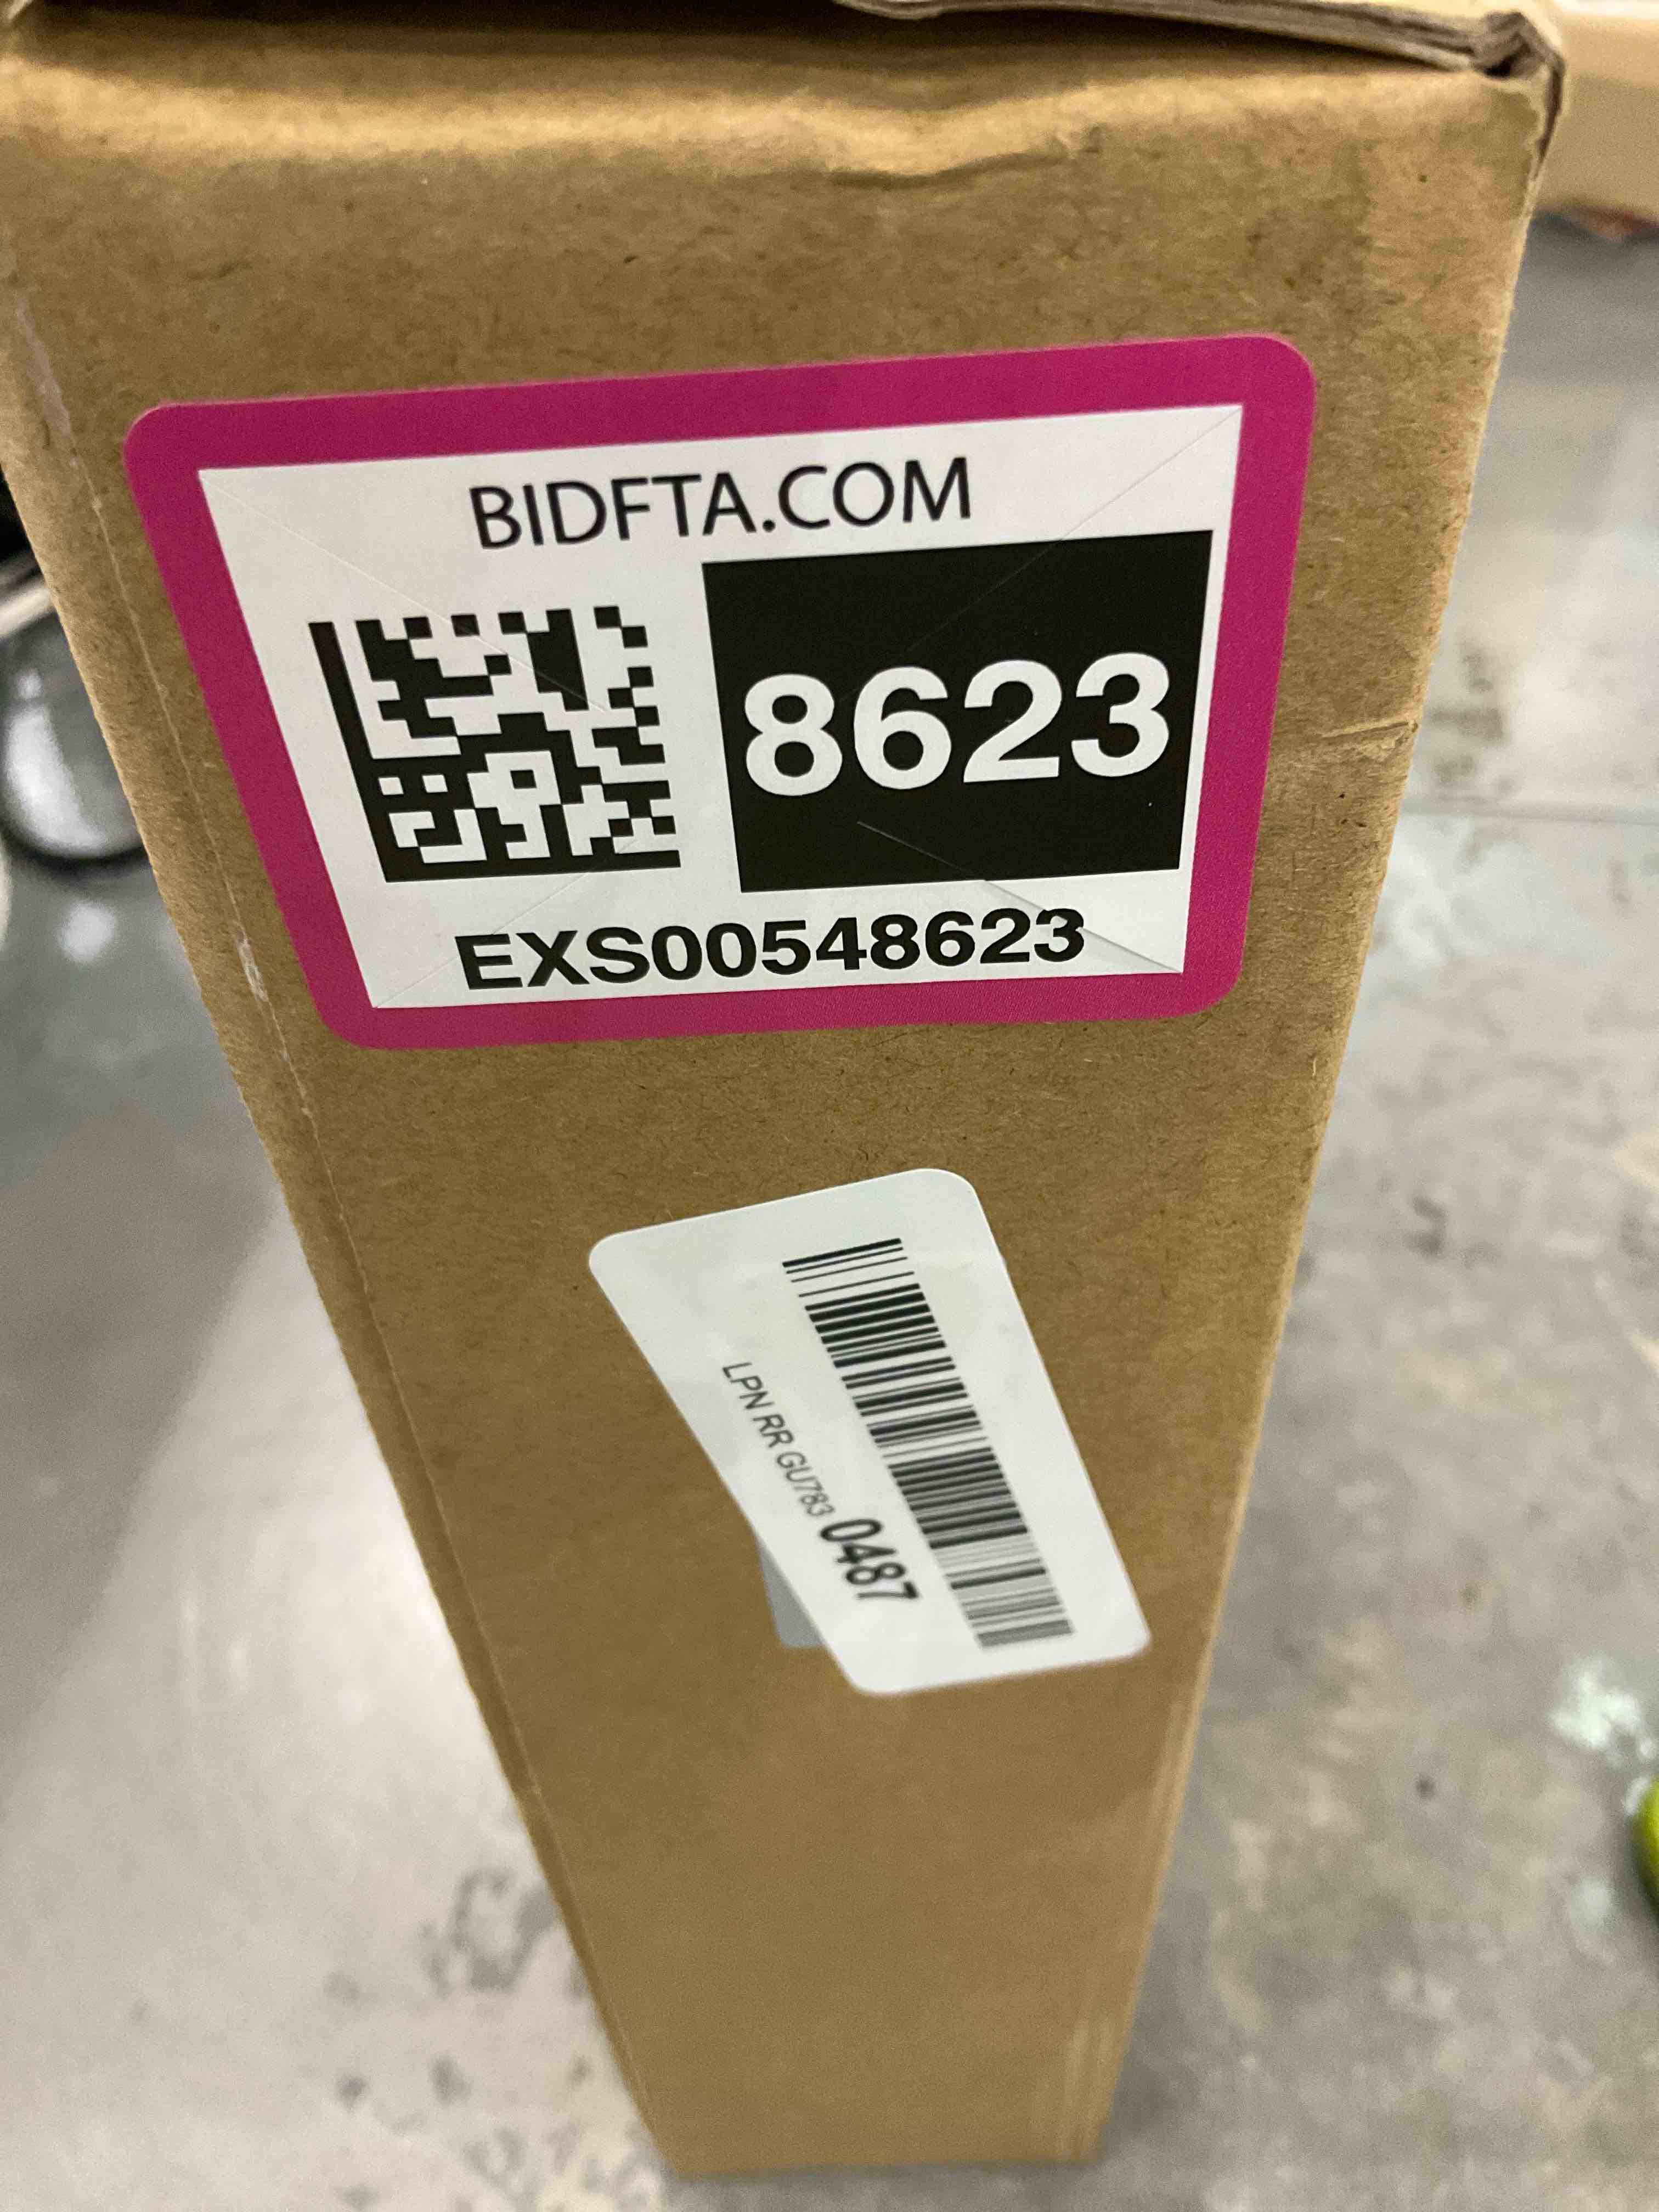 BIDFTA.COM
8623
EXS00548623
LPN RR GU783 0487